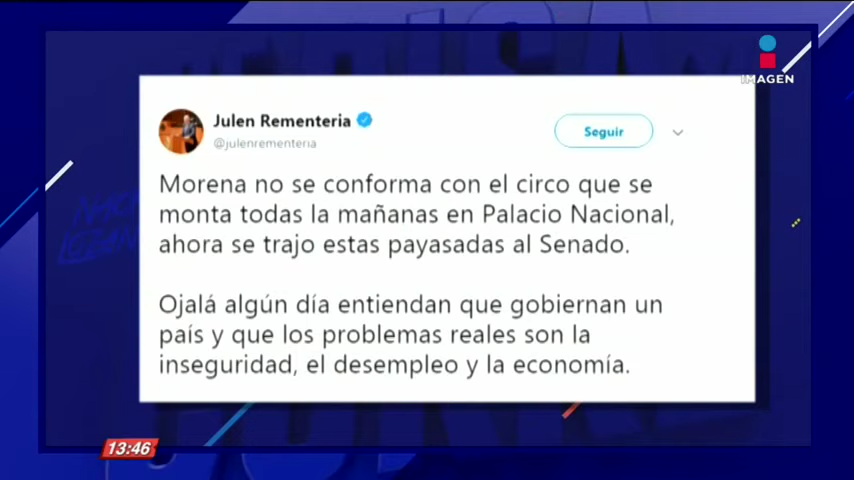 IMAGEN
Julen Rementeria
@julenrementeria
Seguir
Morena no se conforma con el circo que se
monta todas la mañanas en Palacio Nacional,
ahora se trajo estas payasadas al Senado.
Ojalá algún día entiendan que gobiernan un
país y que los problemas reales son la
inseguridad, el desempleo y la economía.
13:46